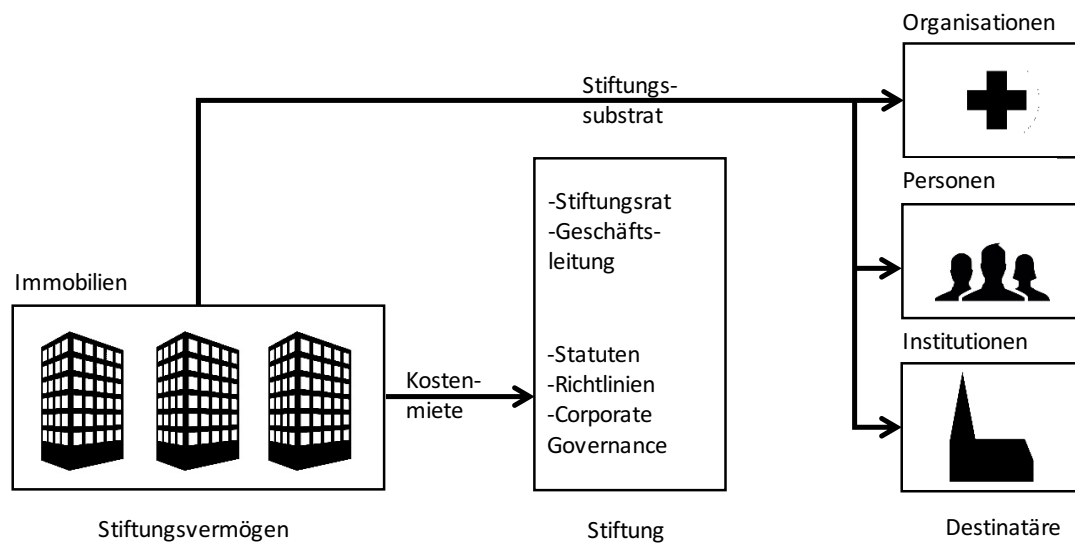 Organisationen
Stiftungs-
substrat
Personen
-Stiftungsrat
-Geschäfts-
leitung
Immobilien
Institutionen
Kosten-
miete
-Statuten
-Richtlinien
-Corporate
Governance
Stiftungsvermögen
Stiftung
Destinatäre